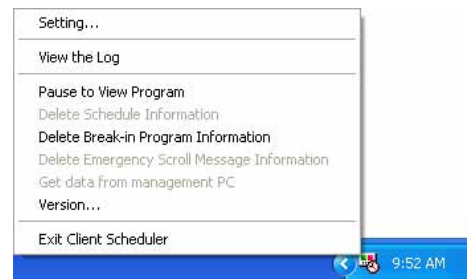 Setting...
View the Log
Pause to View Program
Delete Schedule Information
Delete Break-in Program Information
Delete Emergency Scroll Message Information
Get data from management PC
Version...
Exit Client Scheduler
9:52 AM